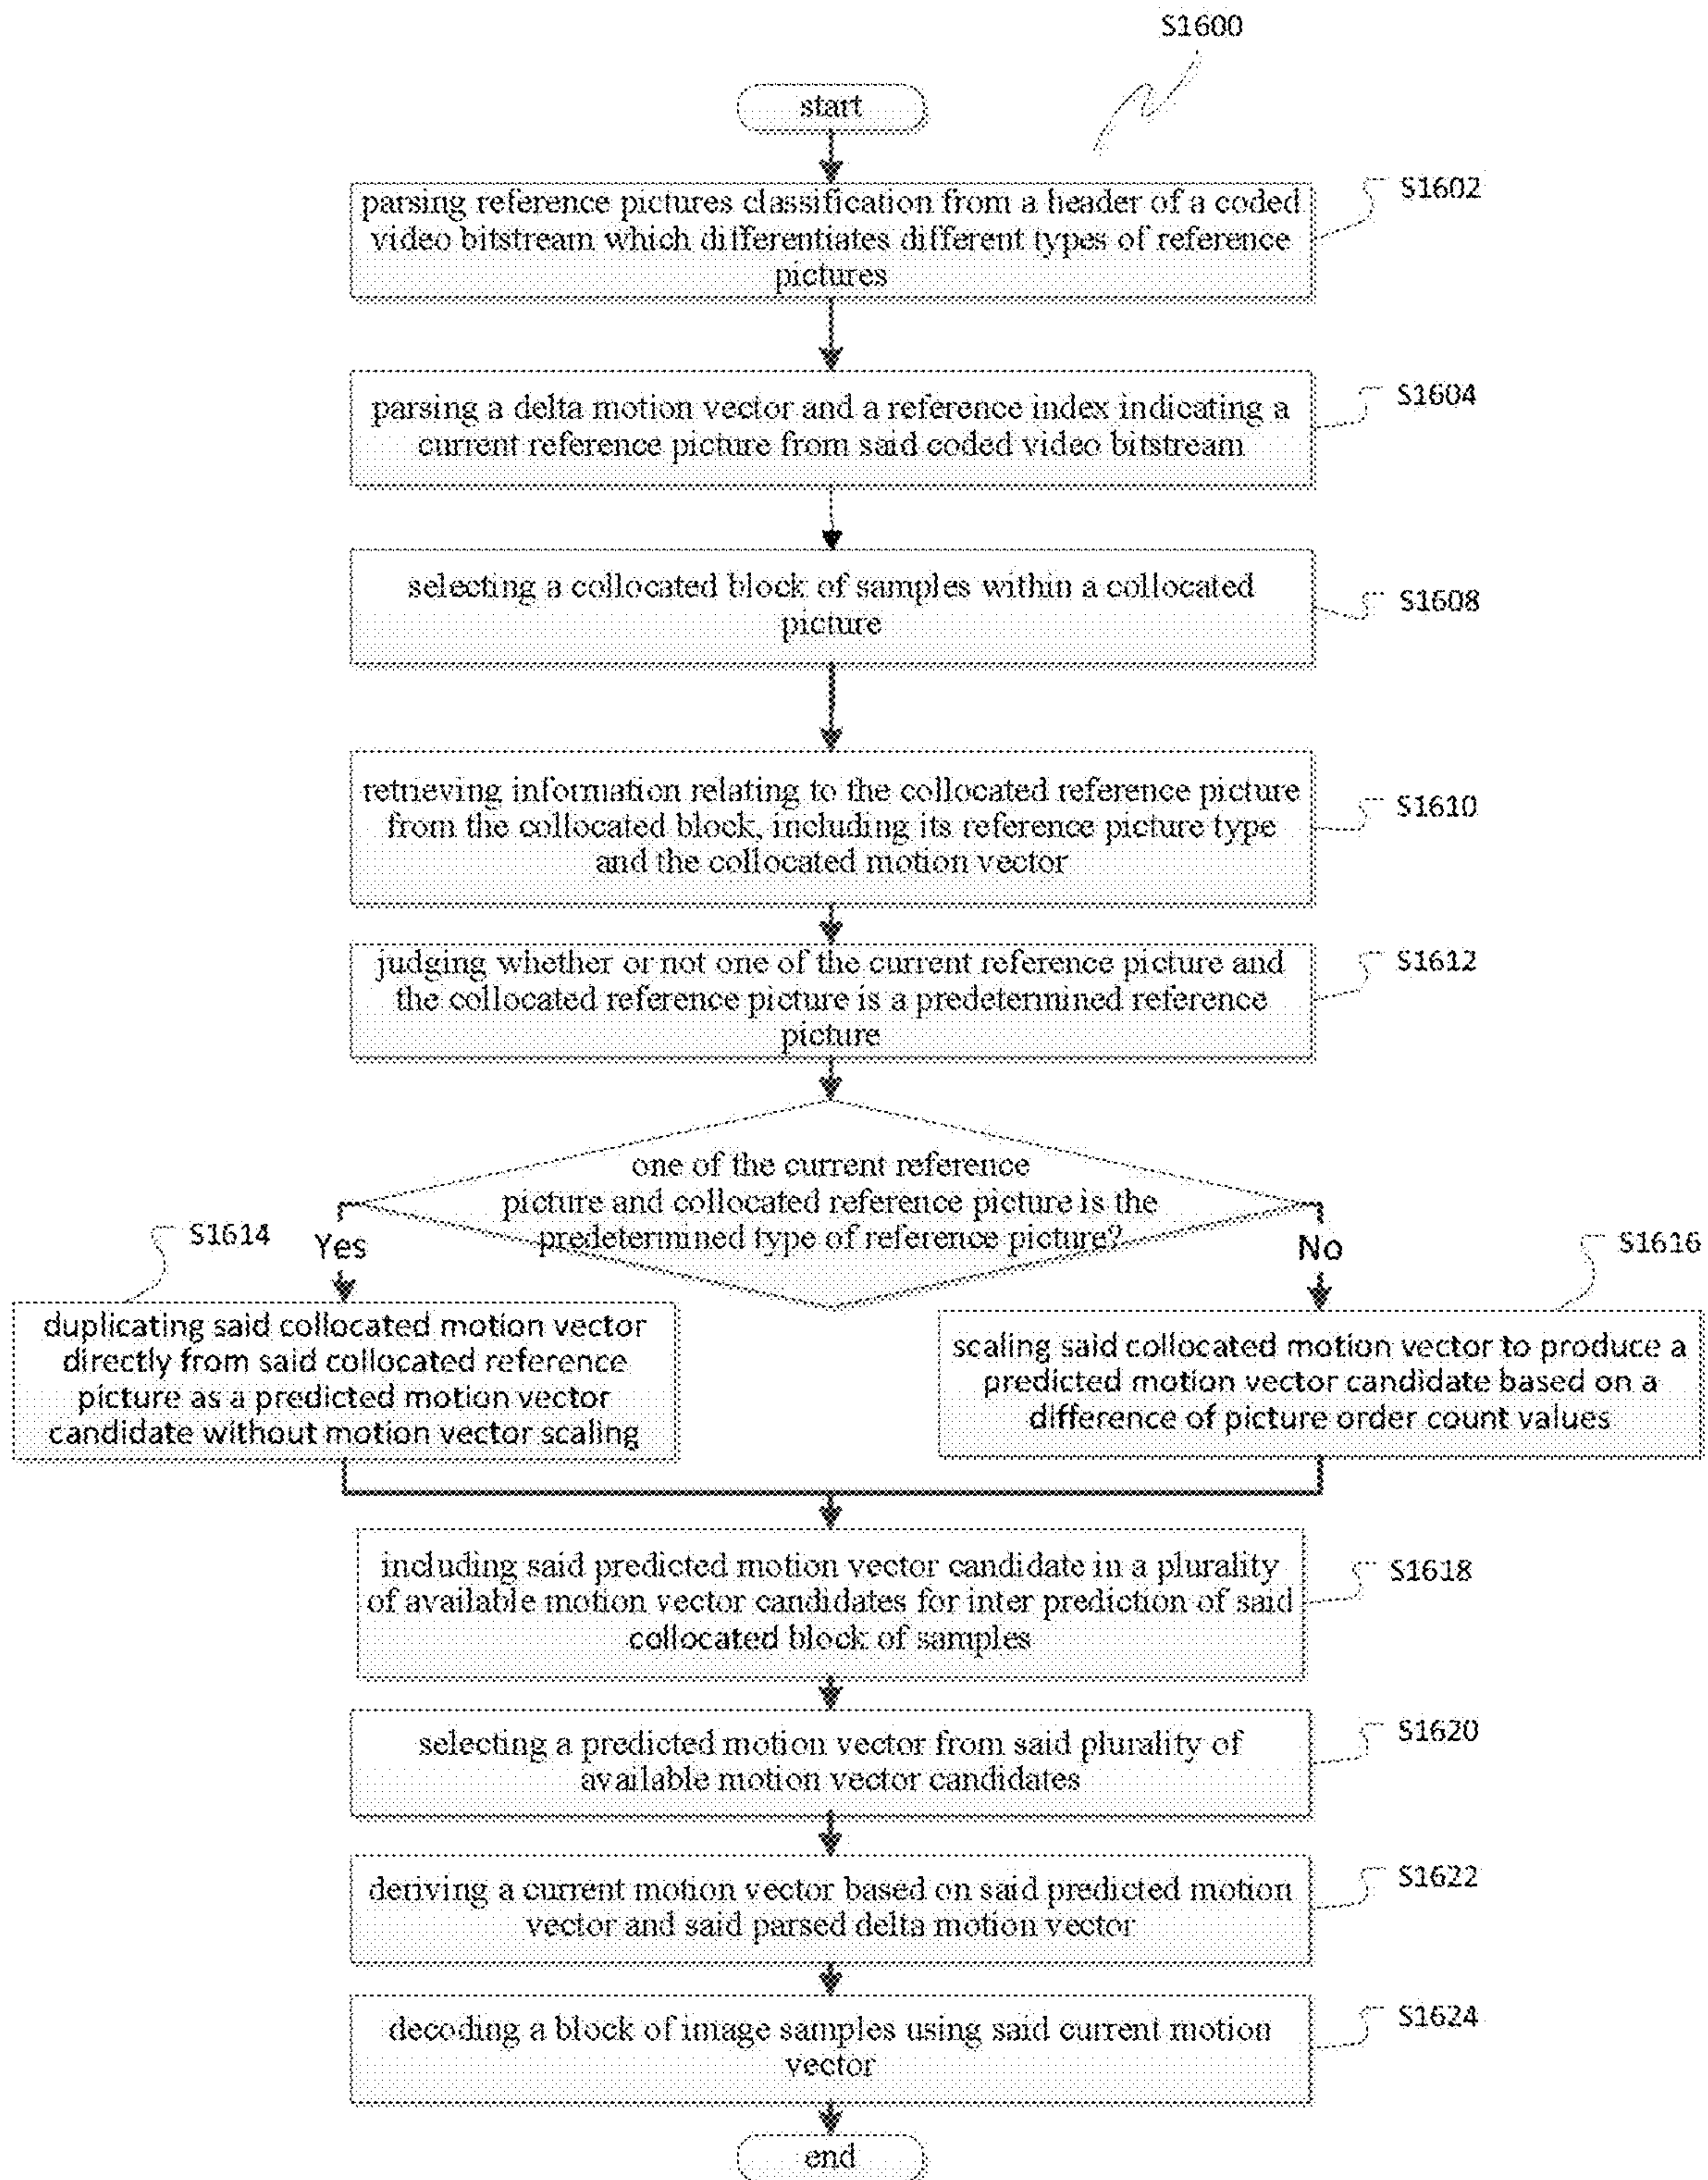 S1600
start
parsing reference pictures classification from a header of a coded
video bitstream which differentiates different types of reference
pictures
S1602
parsing a delta motion vector and a reference index indicating a
current reference picture from said coded video bitstream
S1604
selecting a collocated block of samples within a collocated
picture
S1608
retrieving information relating to the collocated reference picture
from the collocated block, including its reference picture type
and the collocated motion vector
S1610
judging whether or not one of the current reference picture and
the collocated reference picture is a predetermined reference
picture
S1612
one of the current reference
picture and collocated reference picture is the
predetermined type of reference picture?
S1614
Yes
No
S1616
duplicating said collocated motion vector
directly from said collocated reference
picture as a predicted motion vector
candidate without motion vector scaling
scaling said collocated motion vector to produce a
predicted motion vector candidate based on a
difference of picture order count values
including said predicted motion vector candidate in a plurality
of available motion vector candidates for inter prediction of said
collocated block of samples
S1618
selecting a predicted motion vector from said plurality of
available motion vector candidates
S1620
deriving a current motion vector based on said predicted motion
vector and said parsed delta motion vector
S1622
decoding a block of image samples using said current motion
vector
S1624
end